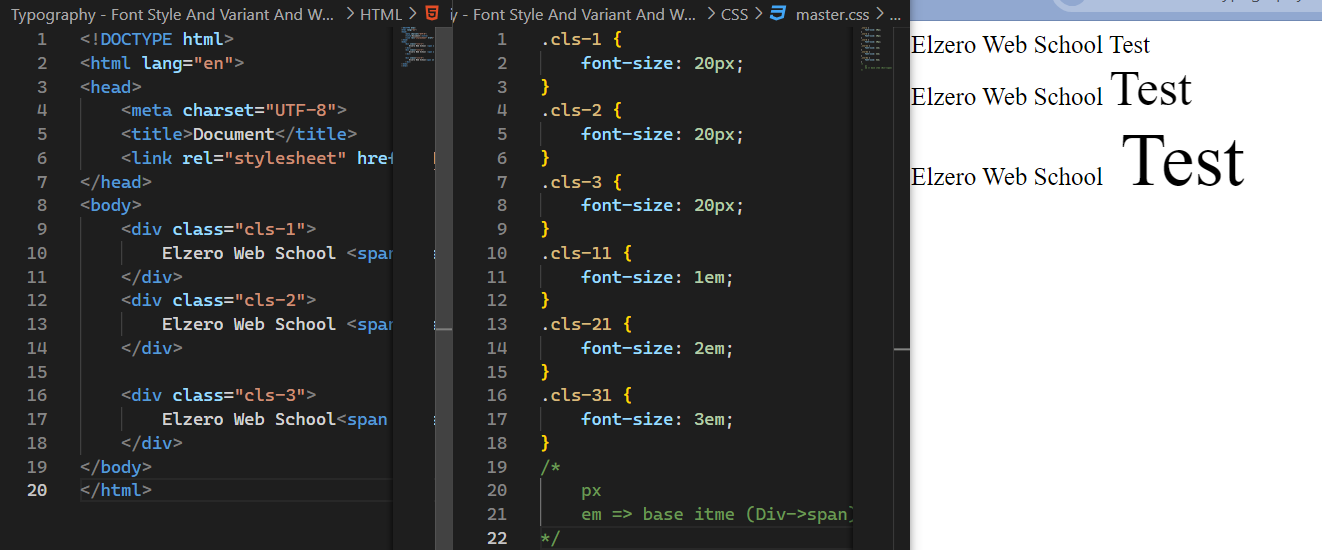 Typography - Font Style And Variant And W... > HTML >
1 <!DOCTYPE html>
2 <html lang="en">
3 <head>
4 <meta charset="UTF-8">
5 <title>Document</title>
6 <link rel="stylesheet" href
7 </head>
8 <body>
9 <div class="cls-1">
10 Elzero Web School <span
11 </div>
12 <div class="cls-2">
13 Elzero Web School <span
14 </div>
15
16 <div class="cls-3">
17 Elzero Web School<span
18 </div>
19 </body>
20 </html>
y - Font Style And Variant And W... > CSS > master.css > ...
1 .cls-1 {
2 font-size: 20px;
3 }
4 .cls-2 {
5 font-size: 20px;
6 }
7 .cls-3 {
8 font-size: 20px;
9 }
10 .cls-11 {
11 font-size: 1em;
12 }
13 .cls-21 {
14 font-size: 2em;
15 }
16 .cls-31 {
17 font-size: 3em;
18 }
19 /*
20 px
21 em => base itme (Div->span)
22 */
Elzero Web School Test
Elzero Web School Test
Elzero Web School Test